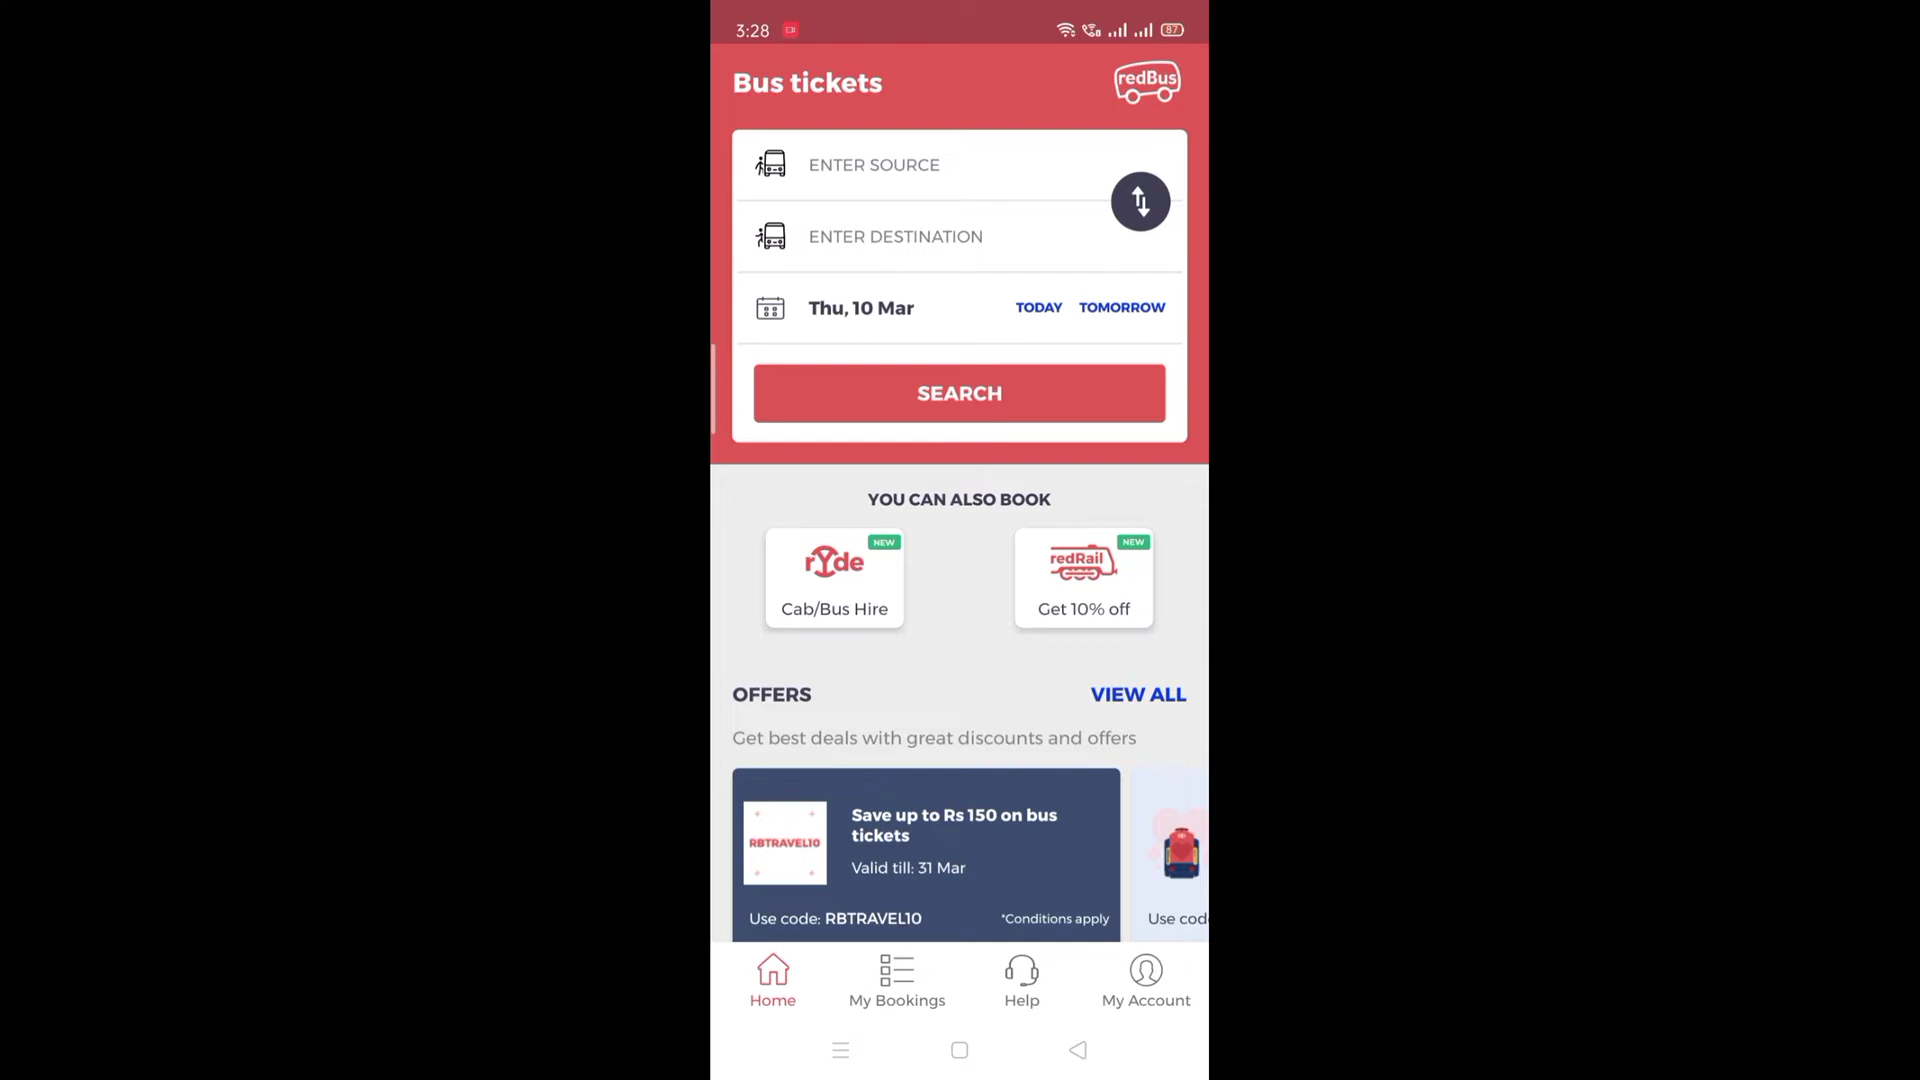 3:28
87
Bus tickets
redBus
ENTER SOURCE
ENTER DESTINATION
Thu, 10 Mar TODAY TOMORROW
SEARCH
YOU CAN ALSO BOOK
NEW
rYde
Cab/Bus Hire
NEW
redRail
Get 10% off
OFFERS VIEW ALL
Get best deals with great discounts and offers
RBTRAVEL10
Save up to Rs 150 on bus
tickets
Valid till: 31 Mar
Use code: RBTRAVEL10 *Conditions apply
Use cod
Home My Bookings Help My Account